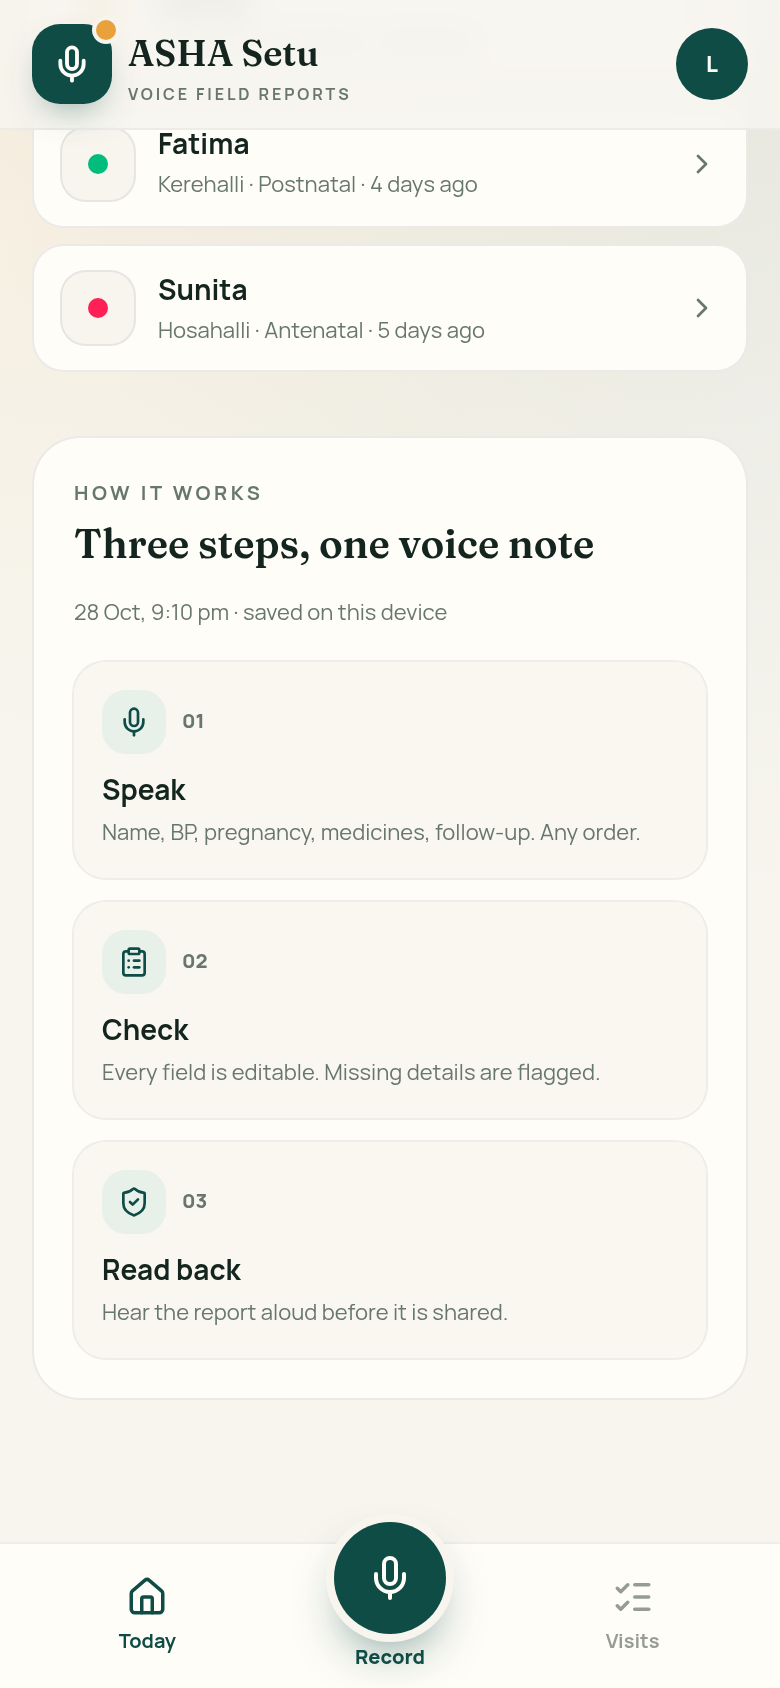 ASHA Setu
VOICE FIELD REPORTS
L
Fatima
Kerehalli · Postnatal · 4 days ago
Sunita
Hosahalli · Antenatal · 5 days ago
HOW IT WORKS
Three steps, one voice note
28 Oct, 9:10 pm · saved on this device
01
Speak
Name, BP, pregnancy, medicines, follow-up. Any order.
02
Check
Every field is editable. Missing details are flagged.
03
Read back
Hear the report aloud before it is shared.
Today
Record
Visits